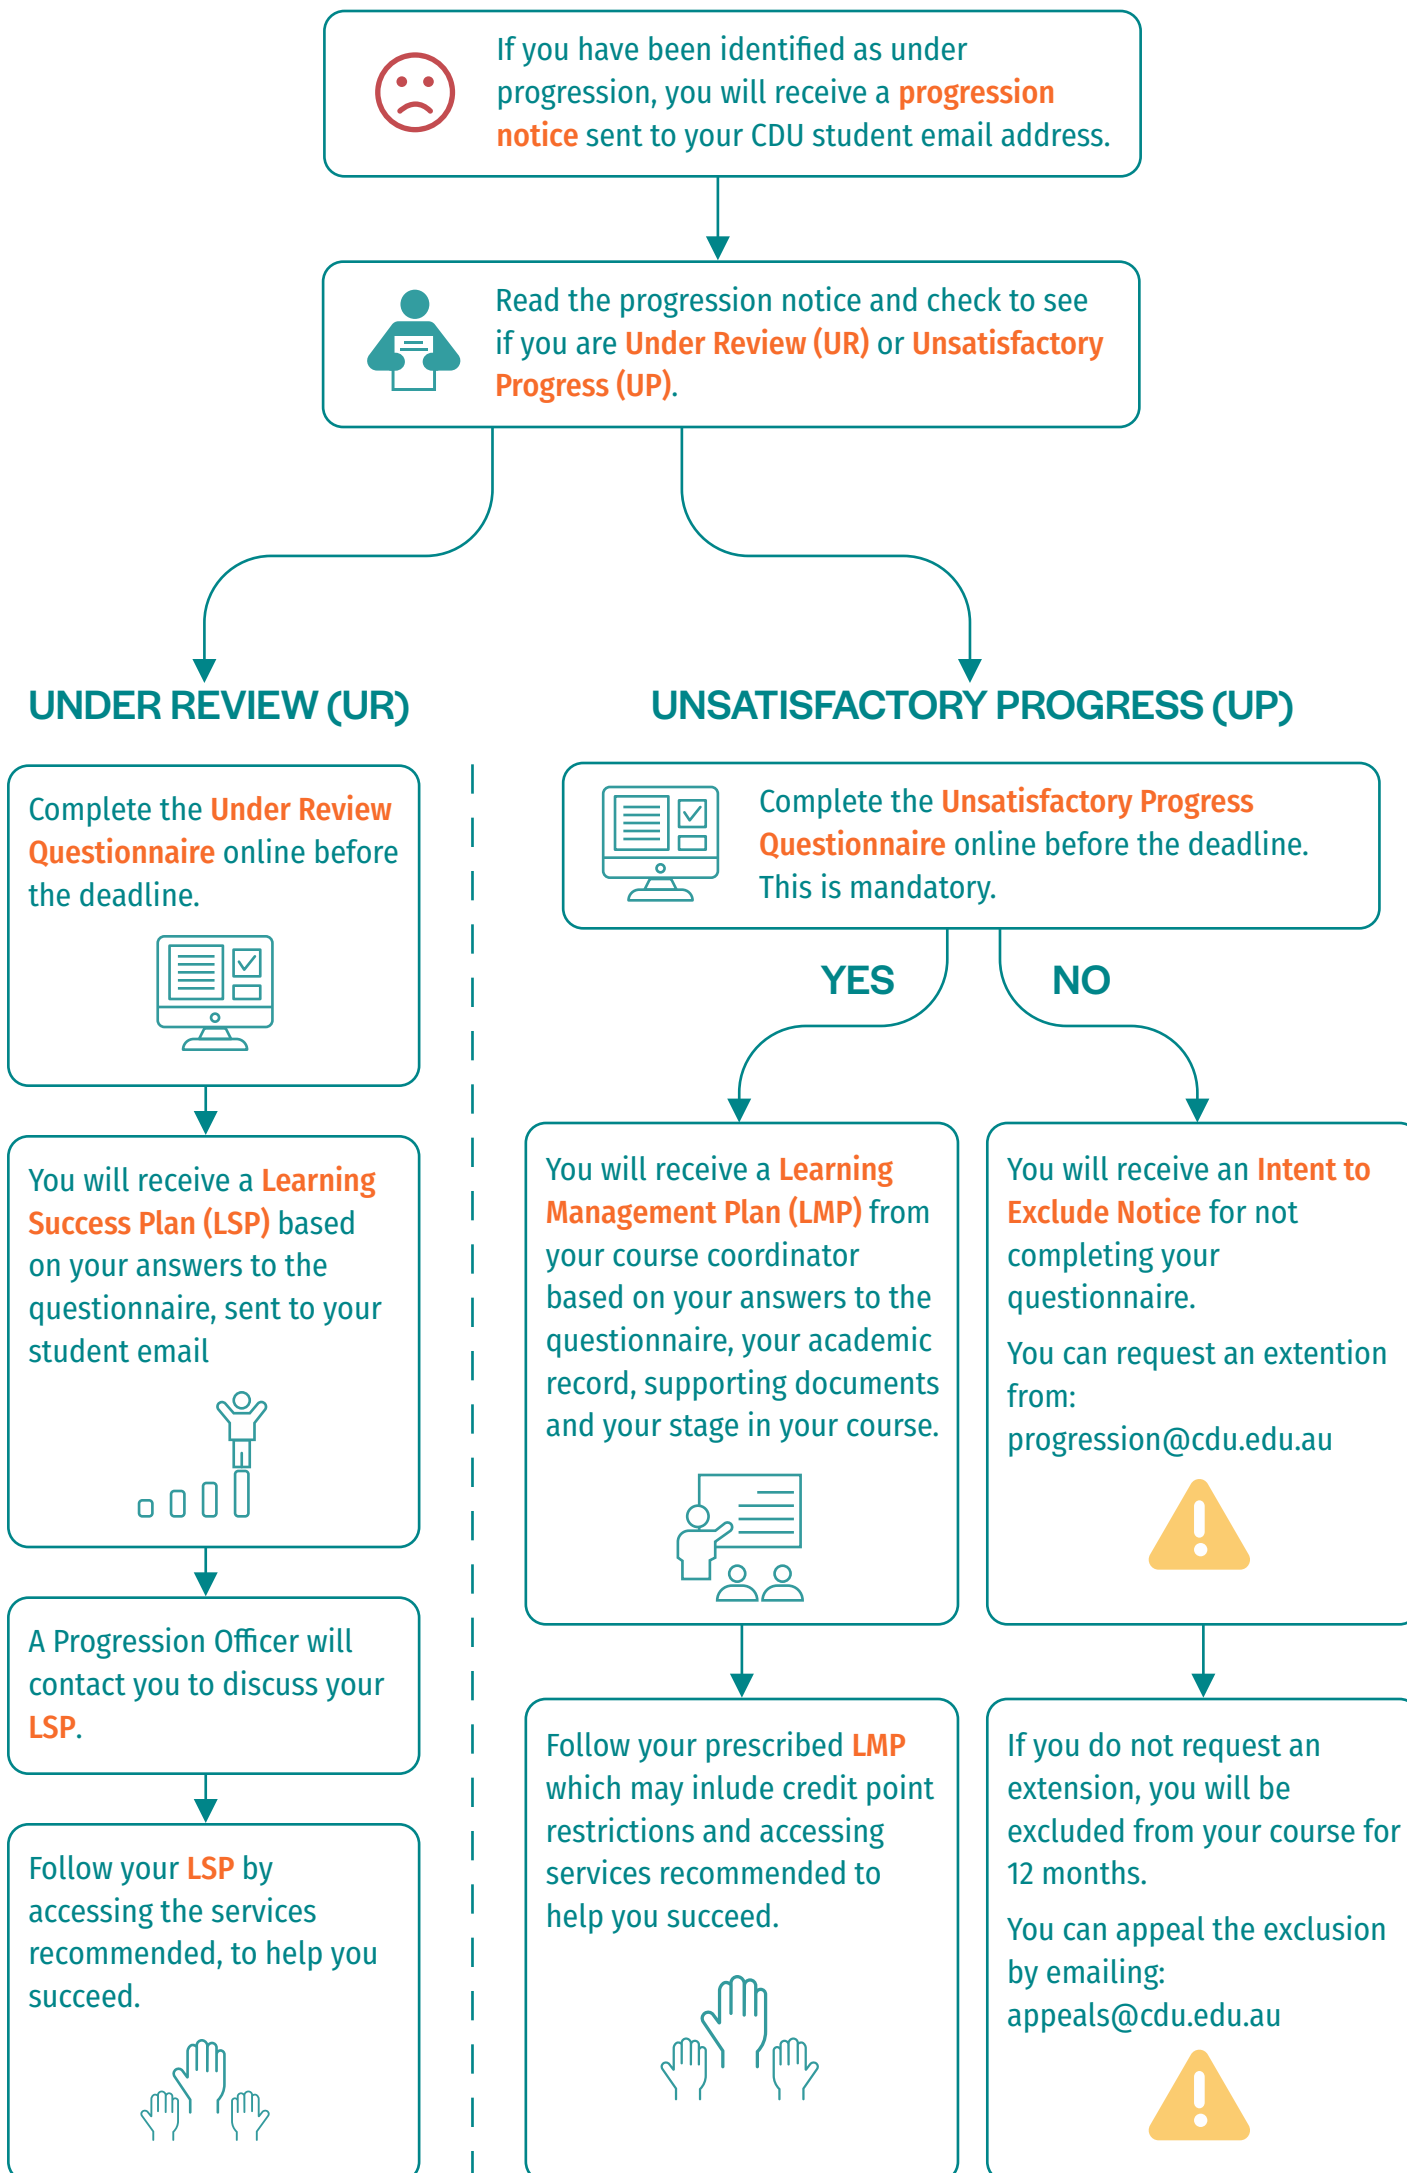 If you have been identified as under
progression, you will receive a progression
notice sent to your CDU student email address.
Read the progression notice and check to see
if you are Under Review (UR) or Unsatisfactory
Progress (UP).
UNDER REVIEW (UR)
Complete the Under Review
Questionnaire online before
the deadline.
You will receive a Learning
Success Plan (LSP) based
on your answers to the
questionnaire, sent to your
student email
A Progression Officer will
contact you to discuss your
LSP.
Follow your LSP by
accessing the services
recommended, to help you
succeed.
UNSATISFACTORY PROGRESS (UP)
Complete the Unsatisfactory Progress
Questionnaire online before the deadline.
This is mandatory.
YES
You will receive a Learning
Management Plan (LMP) from
your course coordinator
based on your answers to the
questionnaire, your academic
record, supporting documents
and your stage in your course.
Follow your prescribed LMP
which may inlude credit point
restrictions and accessing
services recommended to
help you succeed.
NO
You will receive an Intent to
Exclude Notice for not
completing your
questionnaire.
You can request an extention
from:
progression@cdu.edu.au
If you do not request an
extension, you will be
excluded from your course for
12 months.
You can appeal the exclusion
by emailing:
appeals@cdu.edu.au